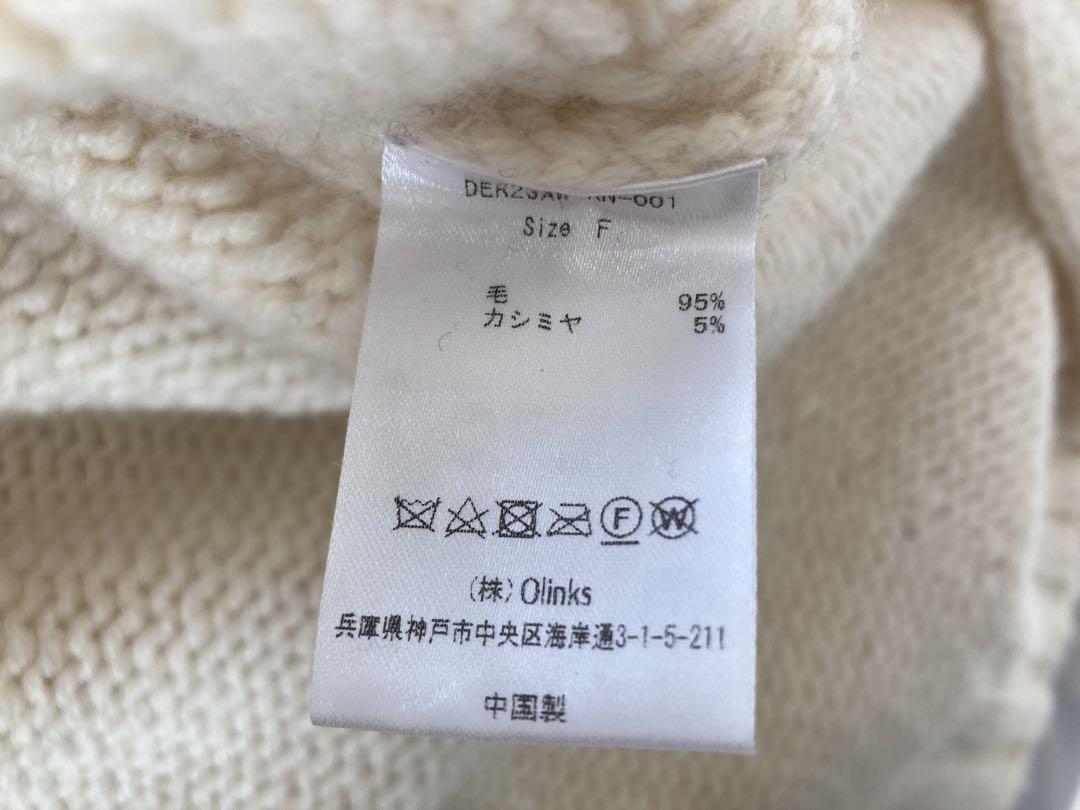 Size F
毛 95%
カシミヤ 5%
F W
(株)Olinks
兵庫県神戸市中央区海岸通3-1-5-211
中国製